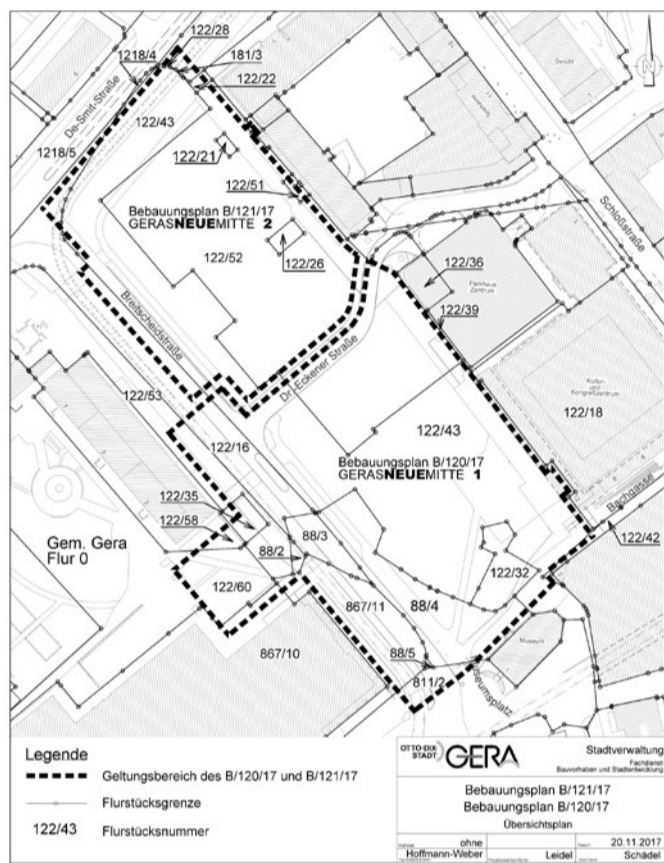 122/28
1218/4
181/3
122/22
De-Smit-Straße
122/43
1218/5
122/21
122/51
Gericht
Schloßstraße
Bebauungsplan B/121/17
GERASNEUEMITTE 2
122/52
122/26
122/36
Parkhaus
Zentrum
122/39
Breitscheidstraße
Dr.-Eckener Straße
122/53
Kultur- und
Kongreßzentrum
122/18
122/16
122/43
Bebauungsplan B/120/17
GERASNEUEMITTE 1
Bachgasse
122/35
122/58
88/3
88/2
122/42
Gem. Gera
Flur 0
122/60
122/32
867/11
88/4
867/10
88/5
811/2
Museum
Museumsplatz
Legende
Geltungsbereich des B/120/17 und B/121/17
Flurstücksgrenze
122/43 Flurstücksnummer
OTTO-DIX
STADT
GERA
Stadtverwaltung
Fachdienst
Bauvorhaben und Stadtentwicklung
Bebauungsplan B/121/17
Bebauungsplan B/120/17
Übersichtsplan
ohne
20.11.2017
Hoffmann-Weber
Leidel
Schädel